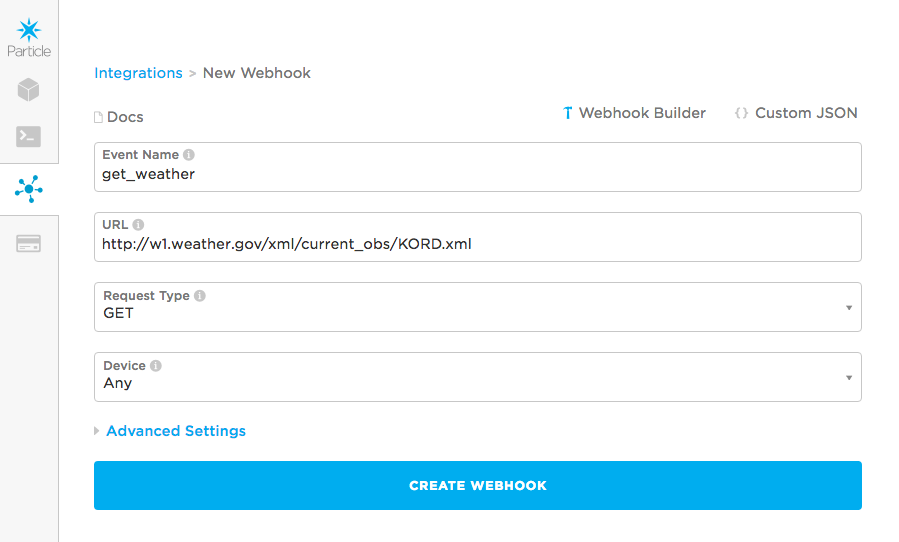 Particle
Integrations > New Webhook
Docs
Webhook Builder
{} Custom JSON
Event Name
get_weather
URL
http://w1.weather.gov/xml/current_obs/KORD.xml
Request Type
GET
Device
Any
Advanced Settings
CREATE WEBHOOK